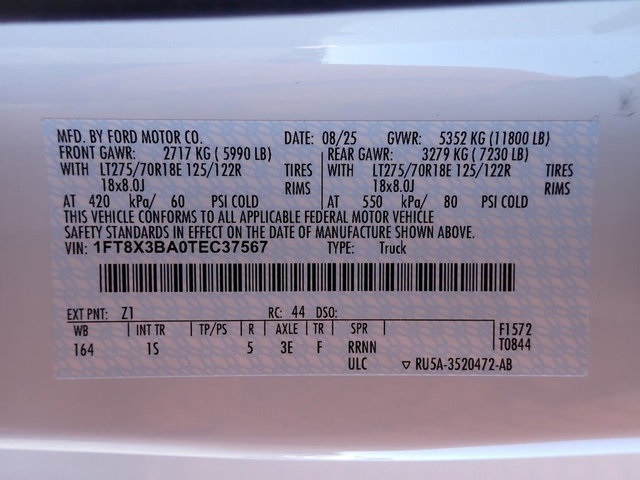 MFD. BY FORD MOTOR CO. DATE: 08/25 GVWR: 5352 KG (11800 LB)
FRONT GAWR: 2717 KG (5990 LB) REAR GAWR: 3279 KG (7230 LB)
WITH LT275/70R18E 125/122R TIRES WITH LT275/70R18E 125/122R TIRES
18x8.0J RIMS 18x8.0J RIMS
AT 420 kPa/ 60 PSI COLD AT 550 kPa/ 80 PSI COLD
THIS VEHICLE CONFORMS TO ALL APPLICABLE FEDERAL MOTOR VEHICLE
SAFETY STANDARDS IN EFFECT ON THE DATE OF MANUFACTURE SHOWN ABOVE.
VIN: 1FT8X3BA0TEC37567 TYPE: Truck
EXT PNT: Z1 RC: 44 DSO:
WB INT TR TP/PS R AXLE TR SPR F1572
164 1S 5 3E F RRNN T0844
ULC ▽ RU5A-3520472-AB